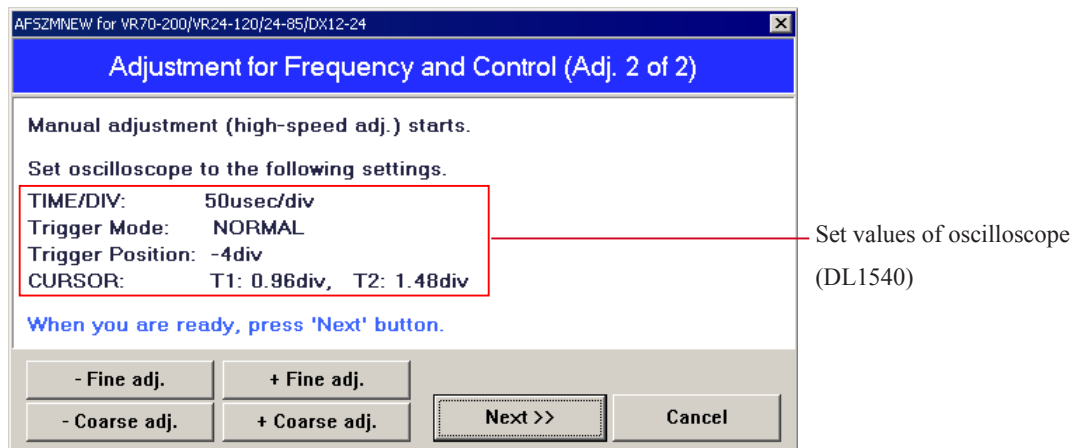 AFSZMNEW for VR70-200/VR24-120/24-85/DX12-24
Adjustment for Frequency and Control (Adj. 2 of 2)
Manual adjustment (high-speed adj.) starts.
Set oscilloscope to the following settings.
TIME/DIV: 50usec/div
Trigger Mode: NORMAL
Trigger Position: -4div
CURSOR: T1: 0.96div, T2: 1.48div
Set values of oscilloscope
(DL1540)
When you are ready, press 'Next' button.
- Fine adj. + Fine adj.
- Coarse adj. + Coarse adj. Next >> Cancel